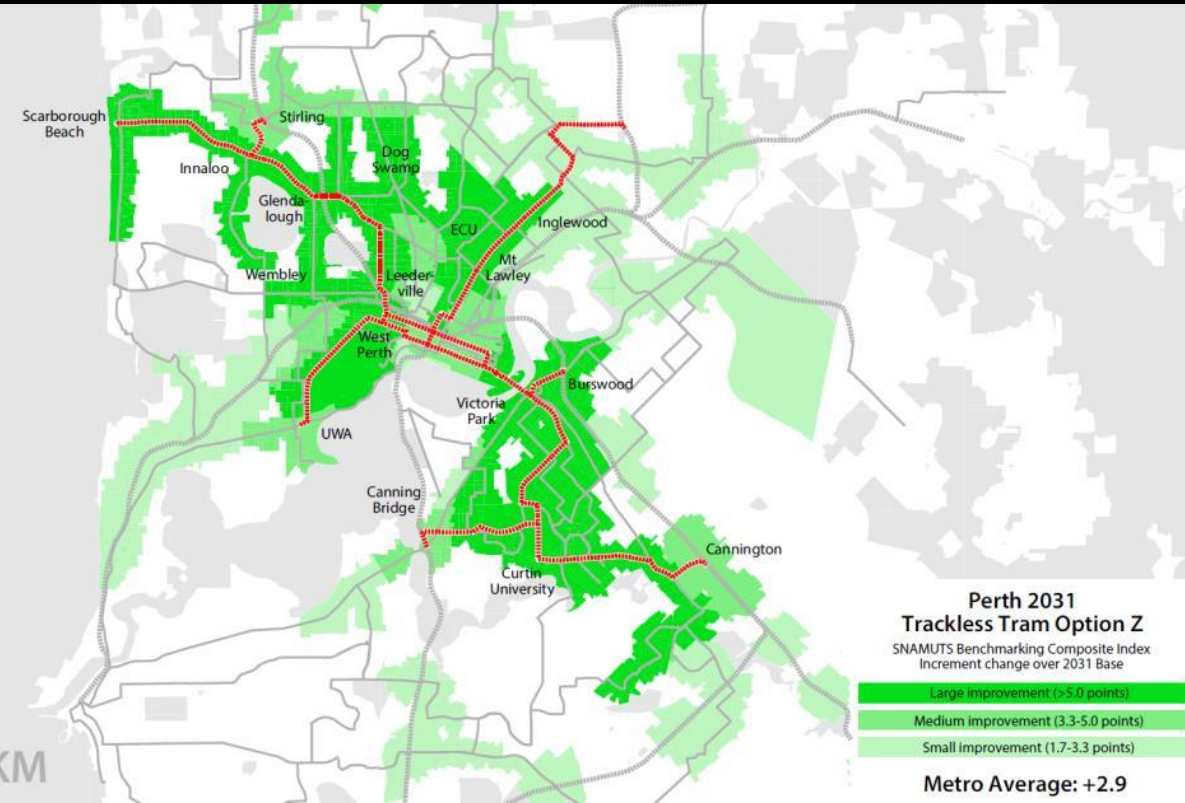 Scarborough
Beach
Stirling
Innaloo
Dog
Swamp
Glenda-
lough
ECU
Inglewood
Mt
Lawley
Wembley
Leeder-
ville
West
Perth
Burswood
Victoria
Park
UWA
Canning
Bridge
Cannington
Curtin
University
Perth 2031
Trackless Tram Option Z
SNAMUTS Benchmarking Composite Index
Increment change over 2031 Base
Large improvement (>5.0 points)
Medium improvement (3.3-5.0 points)
Small improvement (1.7-3.3 points)
Metro Average: +2.9
KM